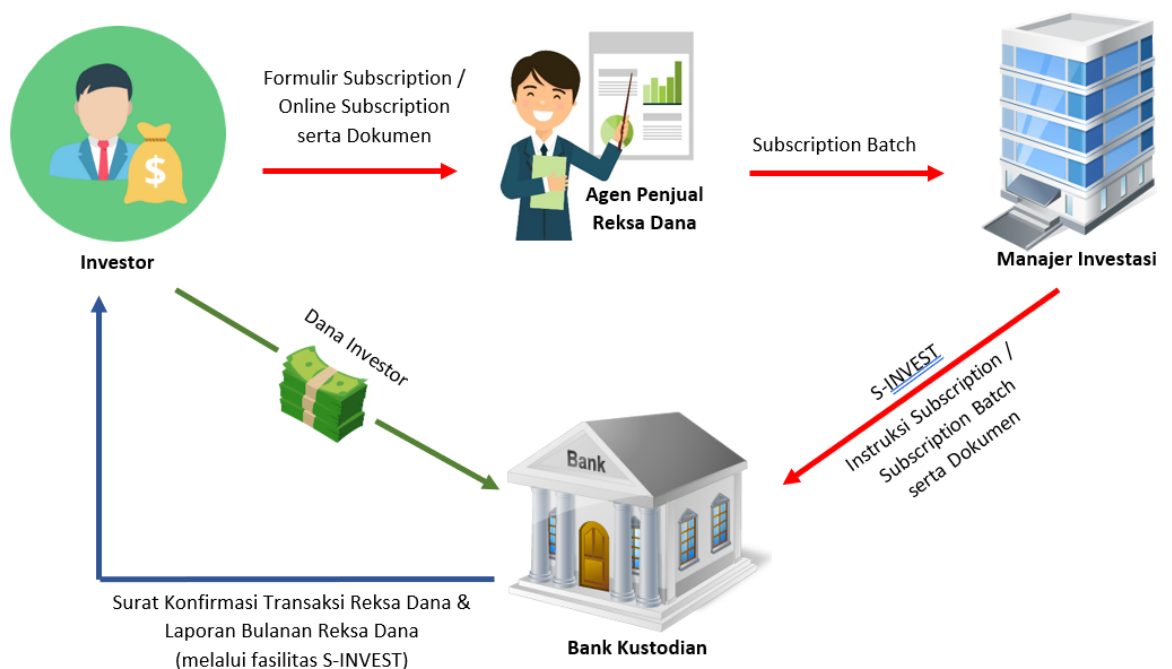 Formulir Subscription /
Online Subscription
serta Dokumen
Subscription Batch
Agen Penjual
Reksa Dana
Investor
Manajer Investasi
Dana Investor
S-INVEST
Instruksi Subscription /
Subscription Batch
serta Dokumen
Bank
Surat Konfirmasi Transaksi Reksa Dana &
Laporan Bulanan Reksa Dana
(melalui fasilitas S-INVEST)
Bank Kustodian
$